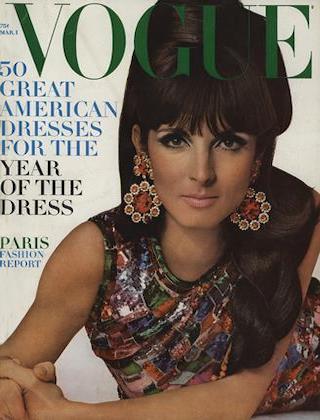 VOGUE
75¢
MAR. 1
50
GREAT
AMERICAN
DRESSES
FOR THE
YEAR
OF THE
DRESS
PARIS
FASHION
REPORT